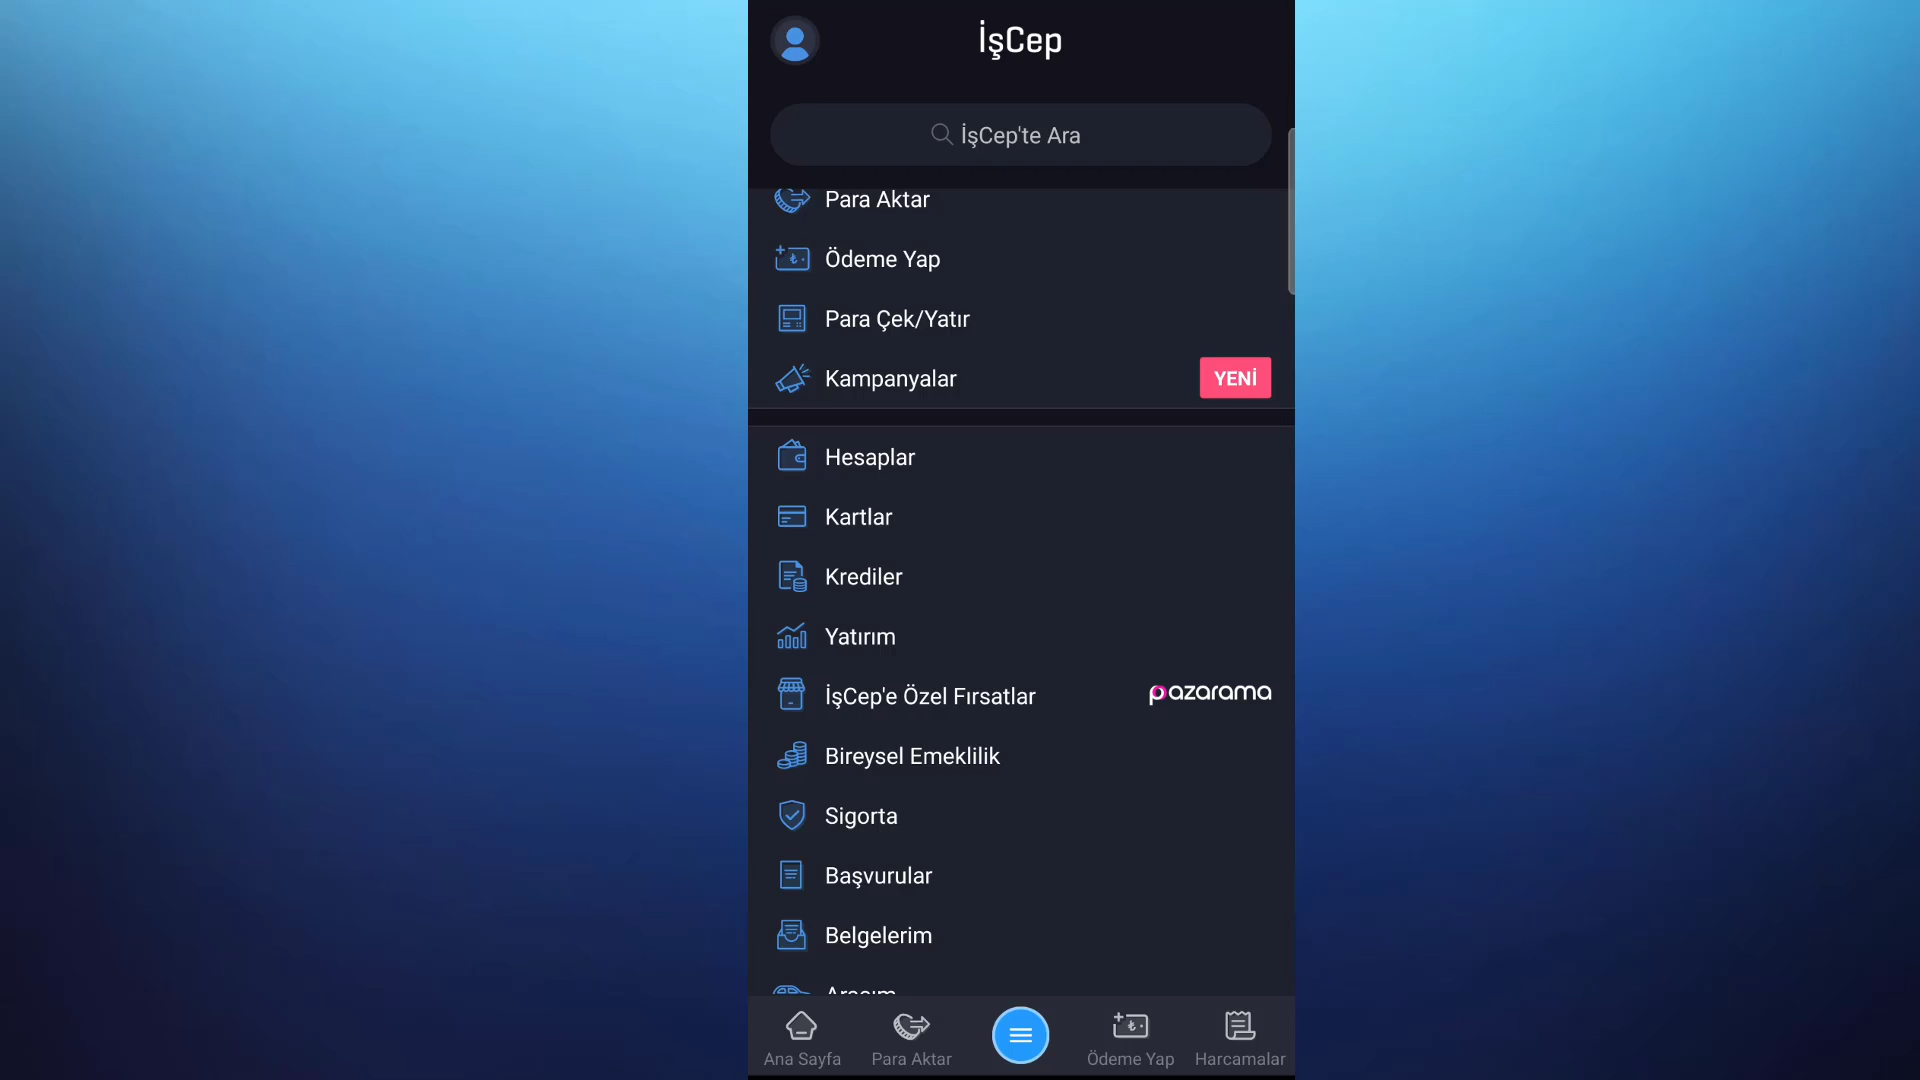 İşCep
İşCep'te Ara
Para Aktar
Ödeme Yap
Para Çek/Yatır
Kampanyalar YENİ
Hesaplar
Kartlar
Krediler
Yatırım
İşCep'e Özel Fırsatlar pazarama
Bireysel Emeklilik
Sigorta
Başvurular
Belgelerim
Aracım
Ana Sayfa Para Aktar Ödeme Yap Harcamalar